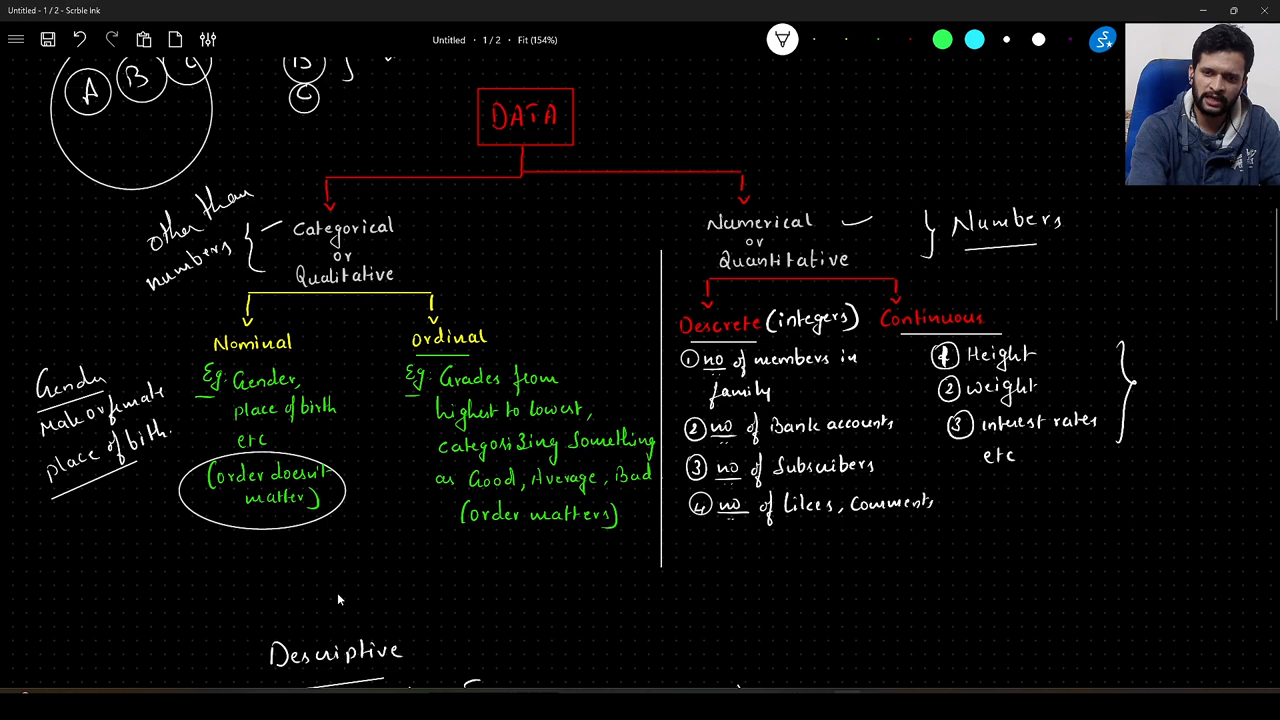 Untitled - 1 / 2 - Scrble Ink
Untitled • 1 / 2 • Fit (154%)
A B C
B
C
DATA
other than
numbers
Categorical
or
Qualitative
Numerical
or
Quantitative
Numbers
Nominal
Eg: Gender,
place of birth
etc
(order doesn't
matter)
Gender
Male or female
place of birth.
Ordinal
Eg: Grades from
highest to lowest,
categorizing something
as Good, Average, Bad
(order matters)
Descrete (integers)
1 no of members in
family
2 no of Bank accounts
3 no of Subscribers
4 no of Likes, Comments
Continuous
1 Height
2 weight
3 interest rates
etc
Descriptive